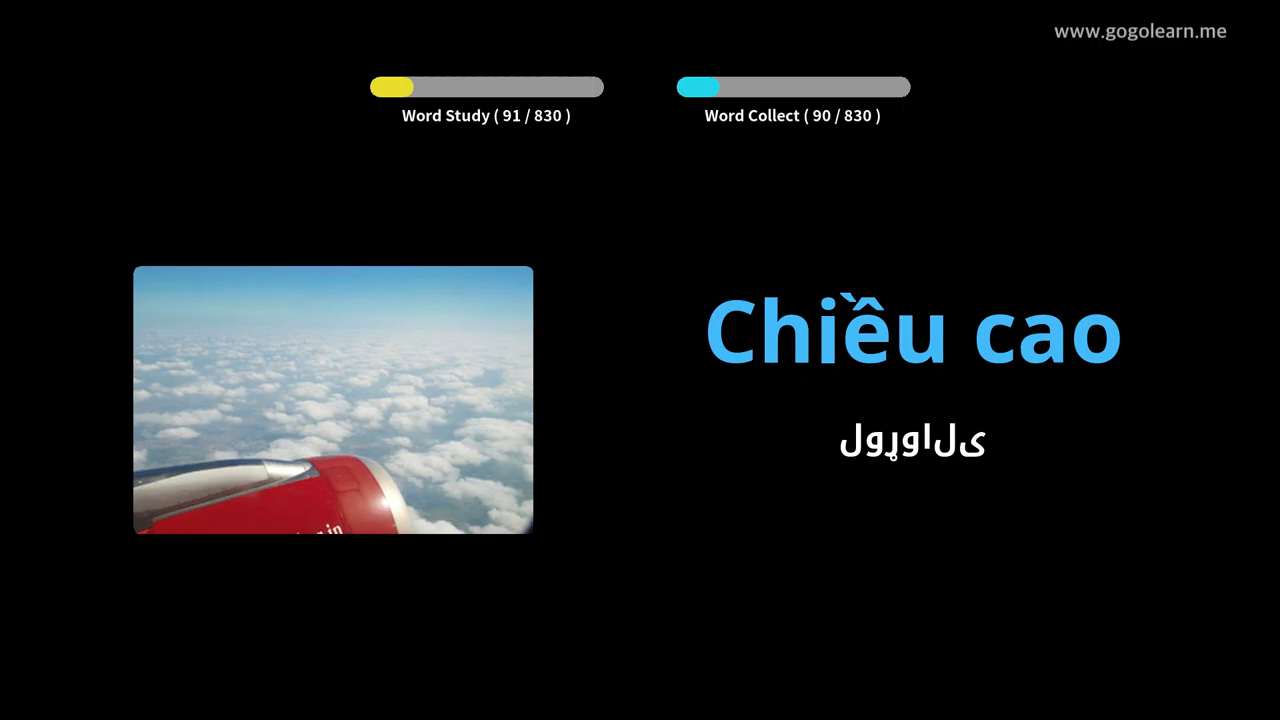 www.gogolearn.me
Word Study ( 91 / 830 )
Word Collect ( 90 / 830 )
Chiều cao
لوړوالی